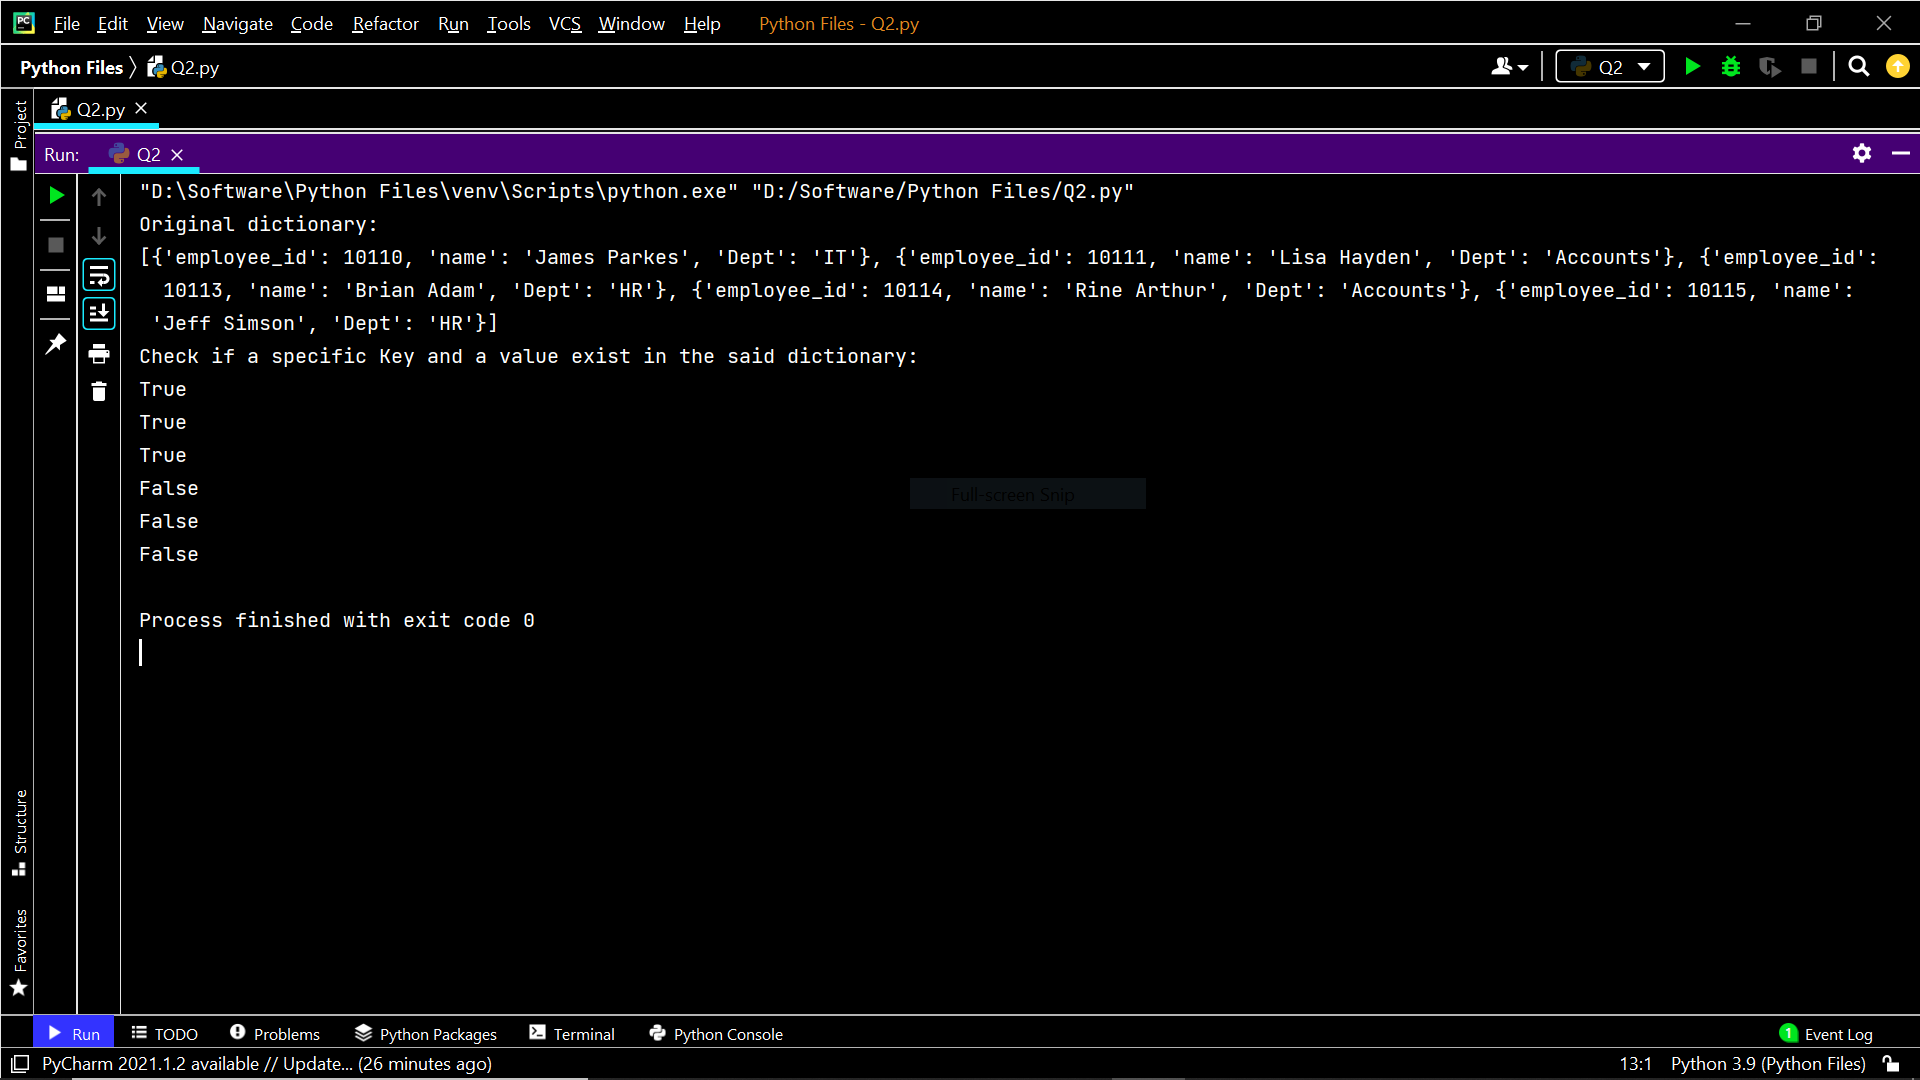 File Edit View Navigate Code Refactor Run Tools VCS Window Help Python Files - Q2.py
Python Files Q2.py Q2
Project
Q2.py
Run: Q2
"D:\Software\Python Files\venv\Scripts\python.exe" "D:/Software/Python Files/Q2.py"
Original dictionary:
[{'employee_id': 10110, 'name': 'James Parkes', 'Dept': 'IT'}, {'employee_id': 10111, 'name': 'Lisa Hayden', 'Dept': 'Accounts'}, {'employee_id':
10113, 'name': 'Brian Adam', 'Dept': 'HR'}, {'employee_id': 10114, 'name': 'Rine Arthur', 'Dept': 'Accounts'}, {'employee_id': 10115, 'name':
'Jeff Simson', 'Dept': 'HR'}]
Check if a specific Key and a value exist in the said dictionary:
True
True
True
False
Full-screen Snip
False
False
Process finished with exit code 0
Structure
Favorites
Run TODO Problems Python Packages Terminal Python Console 1 Event Log
PyCharm 2021.1.2 available // Update... (26 minutes ago) 13:1 Python 3.9 (Python Files)